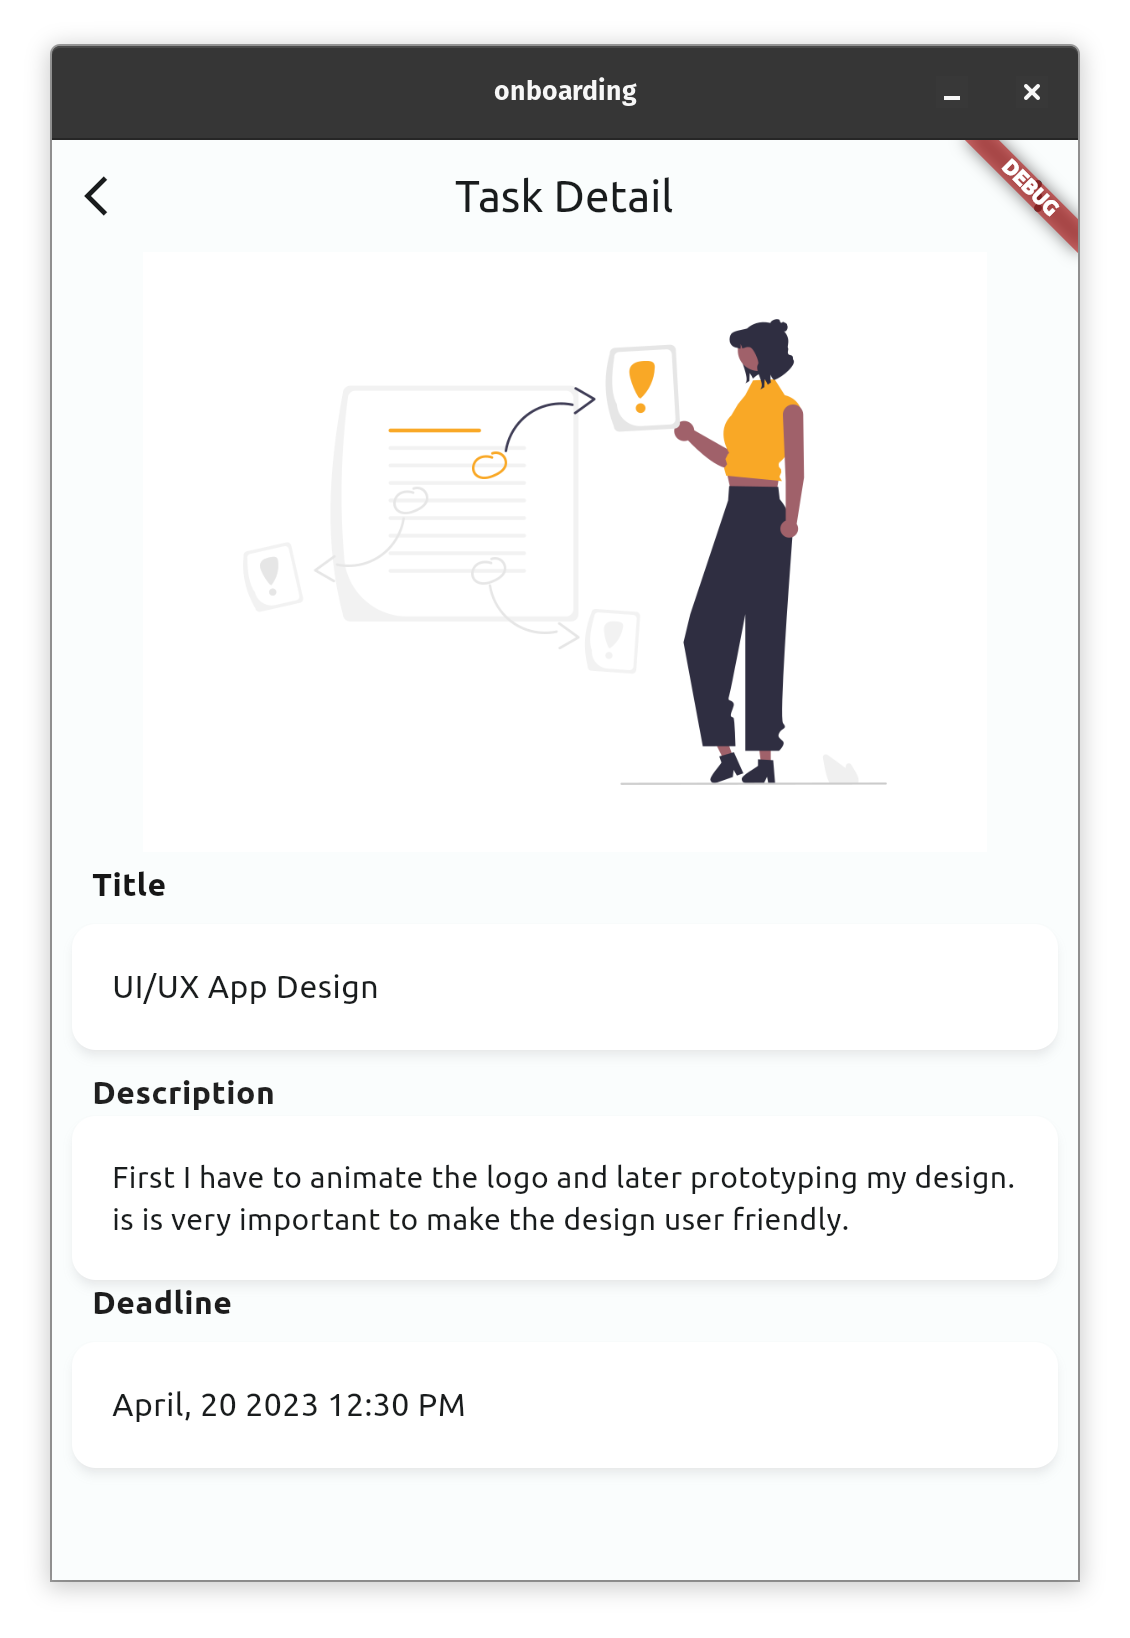 onboarding
Task Detail
DEBUG
Title
UI/UX App Design
Description
First I have to animate the logo and later prototyping my design.
is is very important to make the design user friendly.
Deadline
April, 20 2023 12:30 PM